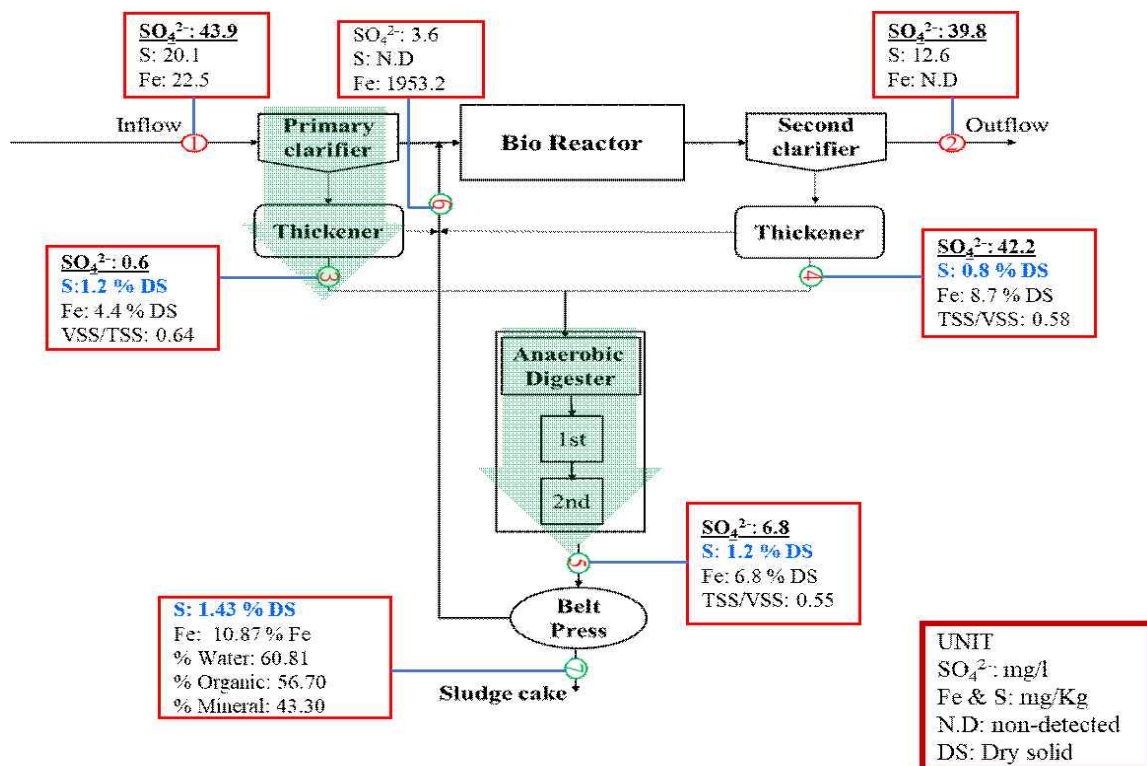 SO₄²⁻: 43.9
S: 20.1
Fe: 22.5
SO₄²⁻: 3.6
S: N.D
Fe: 1953.2
SO₄²⁻: 39.8
S: 12.6
Fe: N.D
Inflow
1
Primary
clarifier
Bio Reactor
Second
clarifier
2
Outflow
6
Thickener
Thickener
SO₄²⁻: 0.6
S:1.2 % DS
Fe: 4.4 % DS
VSS/TSS: 0.64
3
4
SO₄²⁻: 42.2
S: 0.8 % DS
Fe: 8.7 % DS
TSS/VSS: 0.58
Anaerobic
Digester
1st
2nd
5
SO₄²⁻: 6.8
S: 1.2 % DS
Fe: 6.8 % DS
TSS/VSS: 0.55
Belt
Press
S: 1.43 % DS
Fe: 10.87 % Fe
% Water: 60.81
% Organic: 56.70
% Mineral: 43.30
7
Sludge cake
UNIT
SO₄²⁻: mg/l
Fe & S: mg/Kg
N.D: non-detected
DS: Dry solid